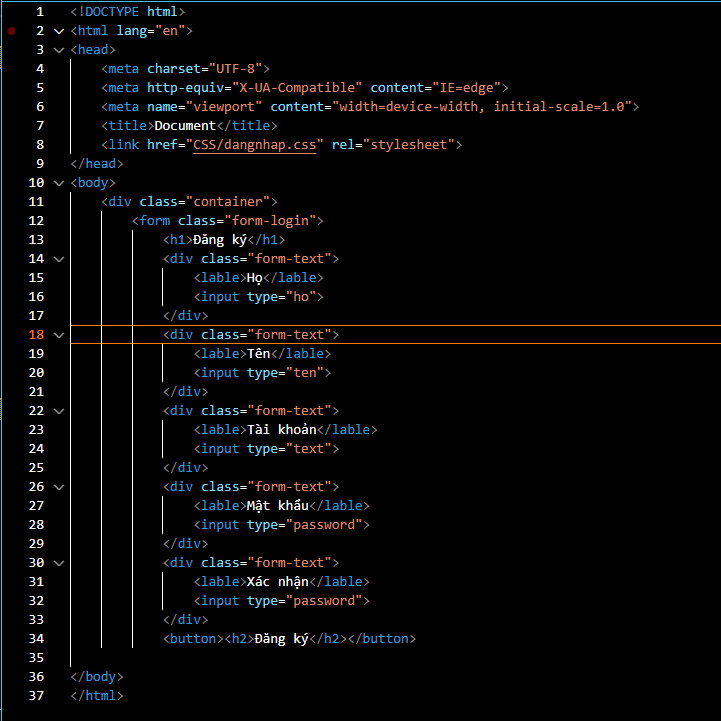 1 <!DOCTYPE html>
2 <html lang="en">
3 <head>
4 <meta charset="UTF-8">
5 <meta http-equiv="X-UA-Compatible" content="IE=edge">
6 <meta name="viewport" content="width=device-width, initial-scale=1.0">
7 <title>Document</title>
8 <link href="CSS/dangnhap.css" rel="stylesheet">
9 </head>
10 <body>
11 <div class="container">
12 <form class="form-login">
13 <h1>Đăng ký</h1>
14 <div class="form-text">
15 <lable>Họ</lable>
16 <input type="ho">
17 </div>
18 <div class="form-text">
19 <lable>Tên</lable>
20 <input type="ten">
21 </div>
22 <div class="form-text">
23 <lable>Tài khoản</lable>
24 <input type="text">
25 </div>
26 <div class="form-text">
27 <lable>Mật khẩu</lable>
28 <input type="password">
29 </div>
30 <div class="form-text">
31 <lable>Xác nhận</lable>
32 <input type="password">
33 </div>
34 <button><h2>Đăng ký</h2></button>
35
36 </body>
37 </html>